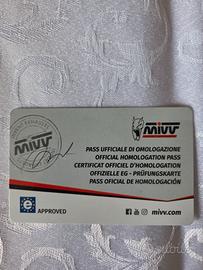 mivv
mivv
PASS UFFICIALE DI OMOLOGAZIONE
OFFICIAL HOMOLOGATION PASS
CERTIFICAT OFFICIEL D'HOMOLOGATION
OFFIZIELLE EG - PRÜFUNGSKARTE
PASS OFICIAL DE HOMOLOGACIÓN
e APPROVED
mivv.com